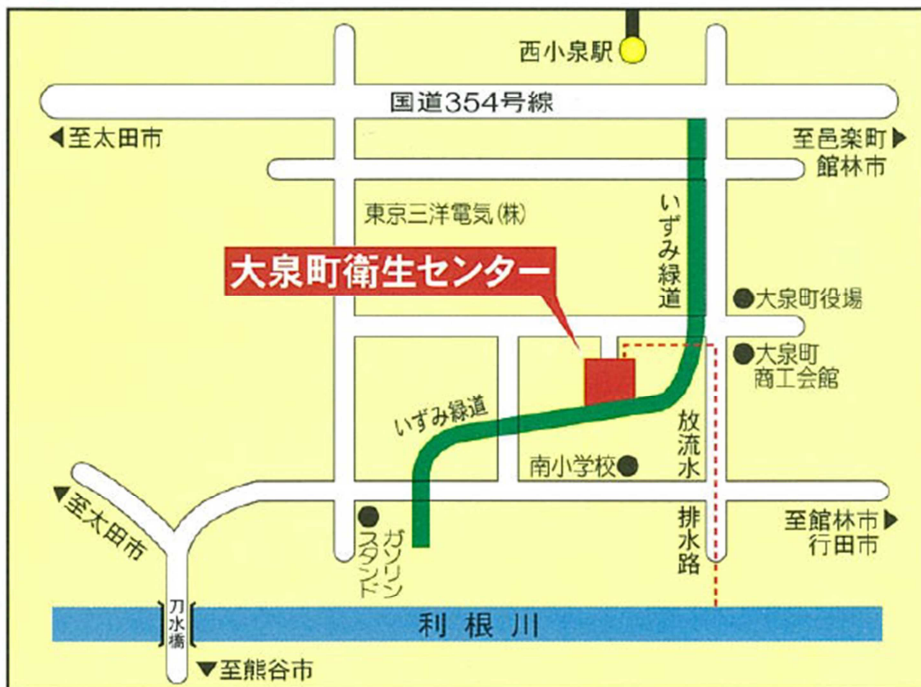 西小泉駅
国道354号線
◀至太田市
至邑楽町▶
館林市
東京三洋電気(株)
いずみ緑道
大泉町衛生センター
●大泉町役場
●大泉町
商工会館
いずみ緑道
放流水
南小学校●
排水路
◀至太田市
至館林市▶
行田市
ガソリン
スタンド
刀水橋
利根川
▼至熊谷市